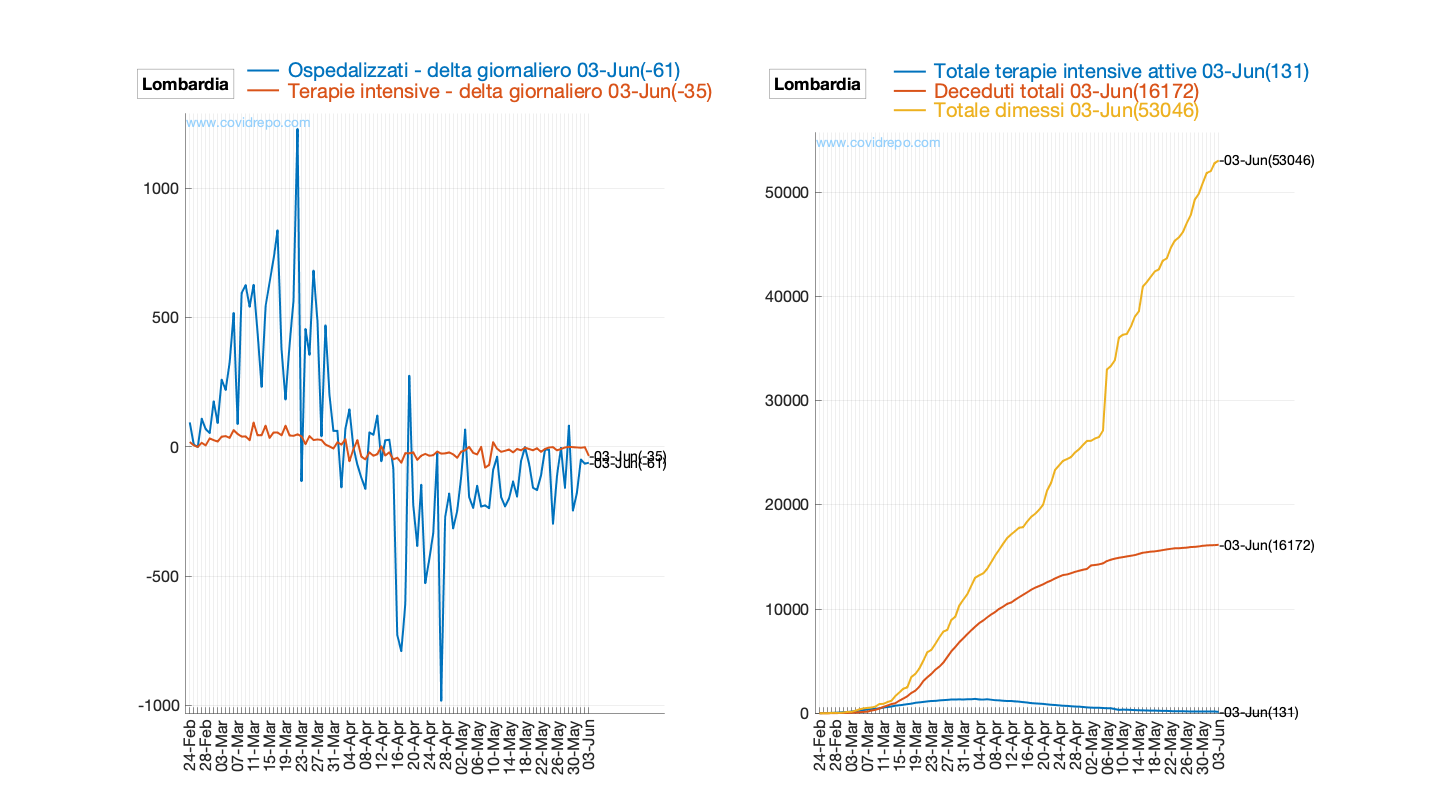 Lombardia
Ospedalizzati - delta giornaliero 03-Jun(-61)
Terapie intensive - delta giornaliero 03-Jun(-35)
www.covidrepo.com
1000
500
0
-500
-1000
-03-Jun(-35)
-03-Jun(-61)
24-Feb
28-Feb
03-Mar
07-Mar
11-Mar
15-Mar
19-Mar
23-Mar
27-Mar
31-Mar
04-Apr
08-Apr
12-Apr
16-Apr
20-Apr
24-Apr
28-Apr
02-May
06-May
10-May
14-May
18-May
22-May
26-May
30-May
03-Jun
Lombardia
Totale terapie intensive attive 03-Jun(131)
Deceduti totali 03-Jun(16172)
Totale dimessi 03-Jun(53046)
www.covidrepo.com
50000
40000
30000
20000
10000
0
-03-Jun(53046)
-03-Jun(16172)
-03-Jun(131)
24-Feb
28-Feb
03-Mar
07-Mar
11-Mar
15-Mar
19-Mar
23-Mar
27-Mar
31-Mar
04-Apr
08-Apr
12-Apr
16-Apr
20-Apr
24-Apr
28-Apr
02-May
06-May
10-May
14-May
18-May
22-May
26-May
30-May
03-Jun